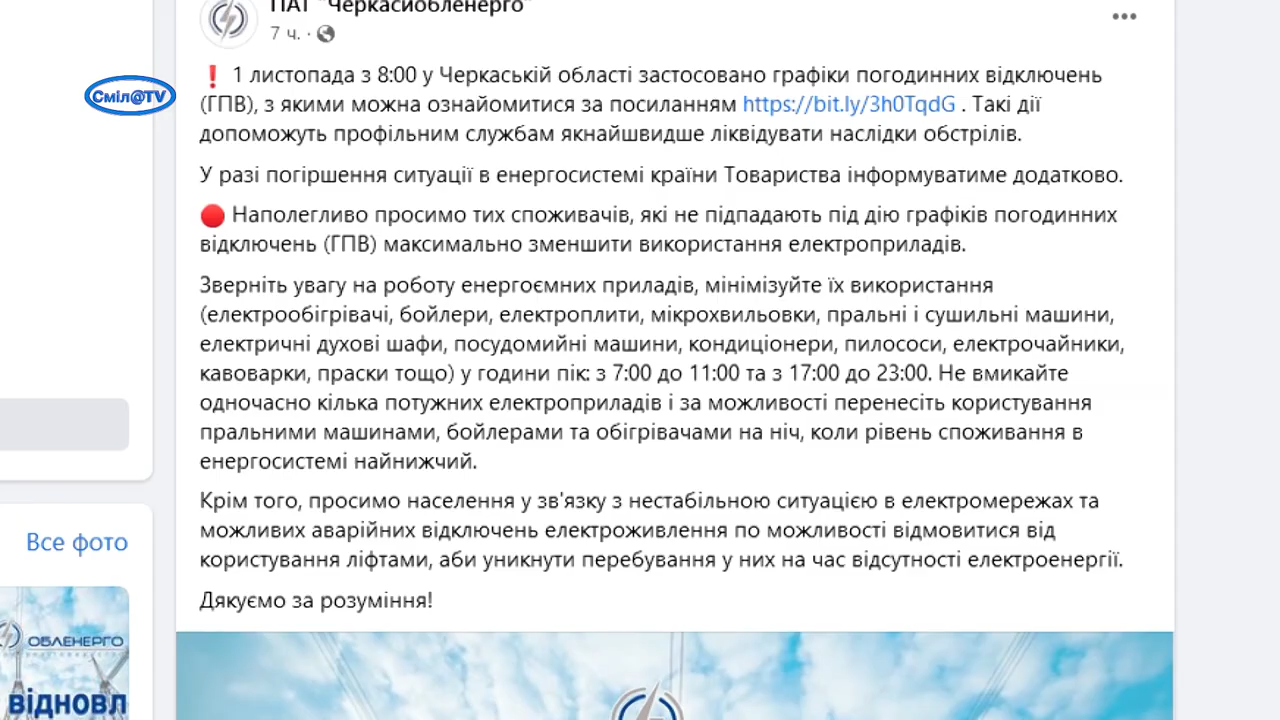 ПАТ "Черкасиобленерго"
7 ч. ·
Сміл@TV
❗ 1 листопада з 8:00 у Черкаській області застосовано графіки погодинних відключень
(ГПВ), з якими можна ознайомитися за посиланням https://bit.ly/3h0TqdG . Такі дії
допоможуть профільним службам якнайшвидше ліквідувати наслідки обстрілів.
У разі погіршення ситуації в енергосистемі країни Товариства інформуватиме додатково.
🔴 Наполегливо просимо тих споживачів, які не підпадають під дію графіків погодинних
відключень (ГПВ) максимально зменшити використання електроприладів.
Зверніть увагу на роботу енергоємних приладів, мінімізуйте їх використання
(електрообігрівачі, бойлери, електроплити, мікрохвильовки, пральні і сушильні машини,
електричні духові шафи, посудомийні машини, кондиціонери, пилососи, електрочайники,
кавоварки, праски тощо) у години пік: з 7:00 до 11:00 та з 17:00 до 23:00. Не вмикайте
одночасно кілька потужних електроприладів і за можливості перенесіть користування
пральними машинами, бойлерами та обігрівачами на ніч, коли рівень споживання в
енергосистемі найнижчий.
Крім того, просимо населення у зв'язку з нестабільною ситуацією в електромережах та
можливих аварійних відключень електроживлення по можливості відмовитися від
користування ліфтами, аби уникнути перебування у них на час відсутності електроенергії.
Дякуємо за розуміння!
Все фото
ОБЛЕНЕРГО
ВІДНОВЛ